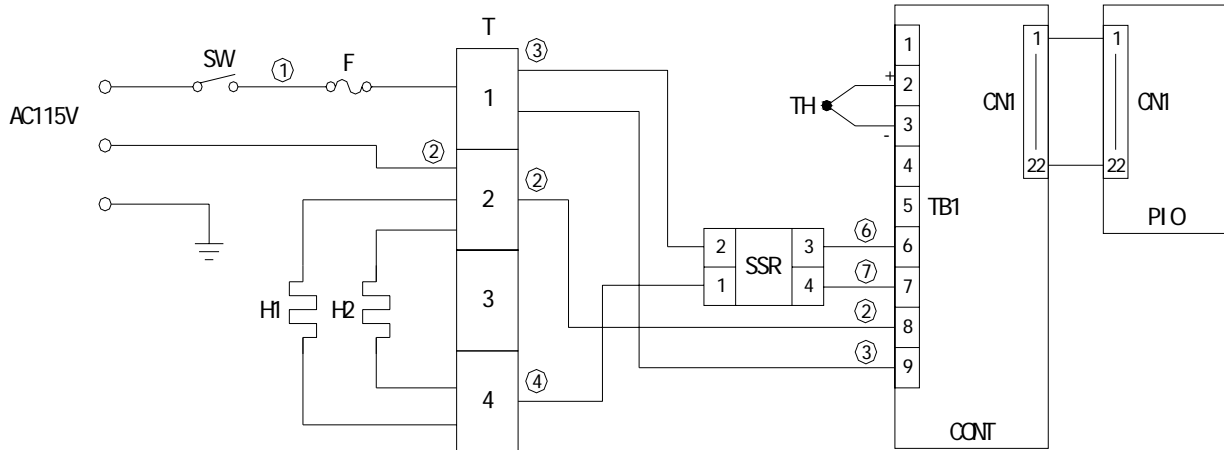 T
SW
①
F
③
AC115V
1
②
2
②
H1
H2
3
4
④
TH
+
-
2
1
SSR
3
4
⑥
⑦
②
③
1
2
3
4
5
6
7
8
9
TB1
CONT
1
CN1
22
1
CN1
22
PIO